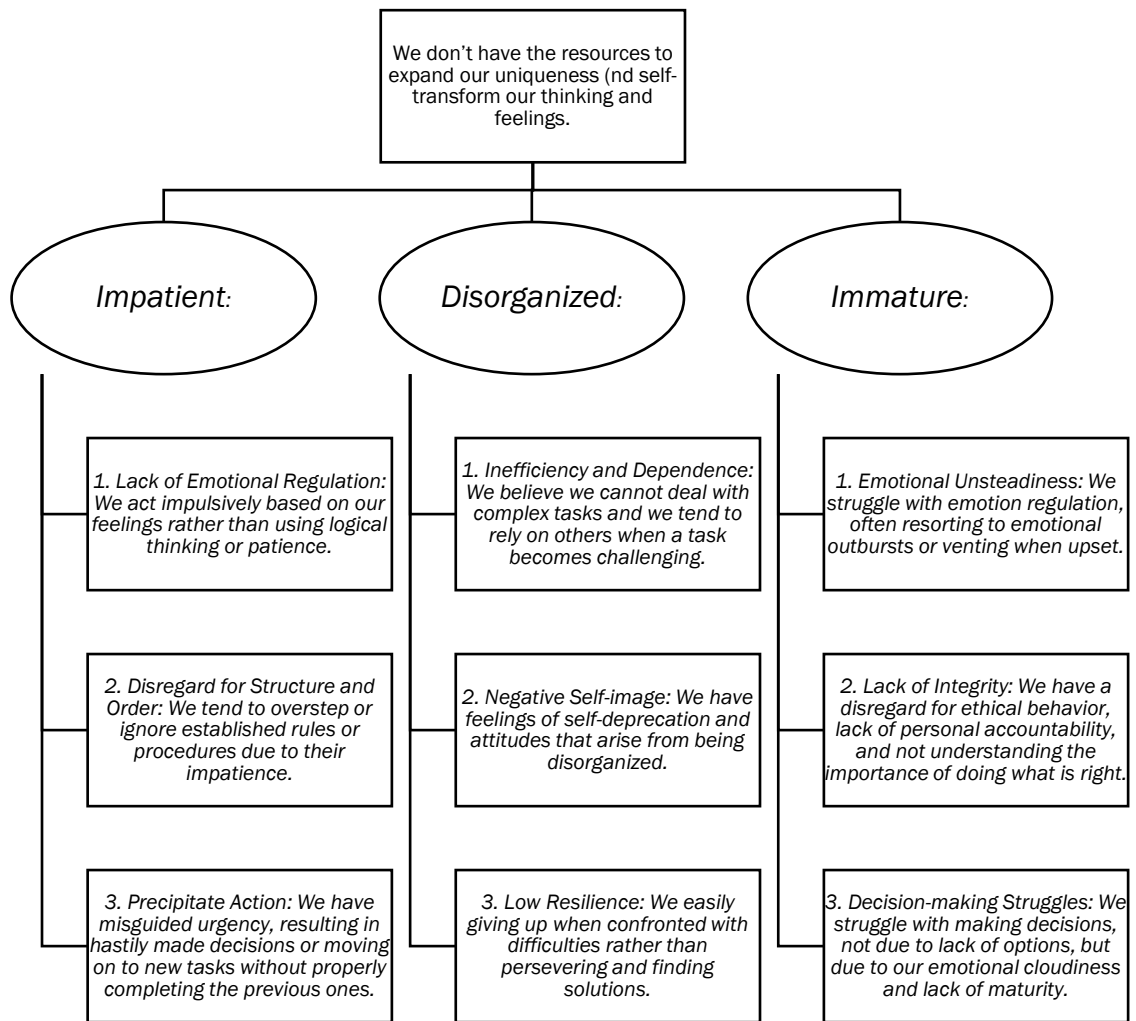 We don’t have the resources to
expand our uniqueness (nd self-
transform our thinking and
feelings.
Impatient:
Disorganized:
Immature:
1. Lack of Emotional Regulation:
We act impulsively based on our
feelings rather than using logical
thinking or patience.
2. Disregard for Structure and
Order: We tend to overstep or
ignore established rules or
procedures due to their
impatience.
3. Precipitate Action: We have
misguided urgency, resulting in
hastily made decisions or moving
on to new tasks without properly
completing the previous ones.
1. Inefficiency and Dependence:
We believe we cannot deal with
complex tasks and we tend to
rely on others when a task
becomes challenging.
2. Negative Self-image: We have
feelings of self-deprecation and
attitudes that arise from being
disorganized.
3. Low Resilience: We easily
giving up when confronted with
difficulties rather than
persevering and finding
solutions.
1. Emotional Unsteadiness: We
struggle with emotion regulation,
often resorting to emotional
outbursts or venting when upset.
2. Lack of Integrity: We have a
disregard for ethical behavior,
lack of personal accountability,
and not understanding the
importance of doing what is right.
3. Decision-making Struggles: We
struggle with making decisions,
not due to lack of options, but
due to our emotional cloudiness
and lack of maturity.